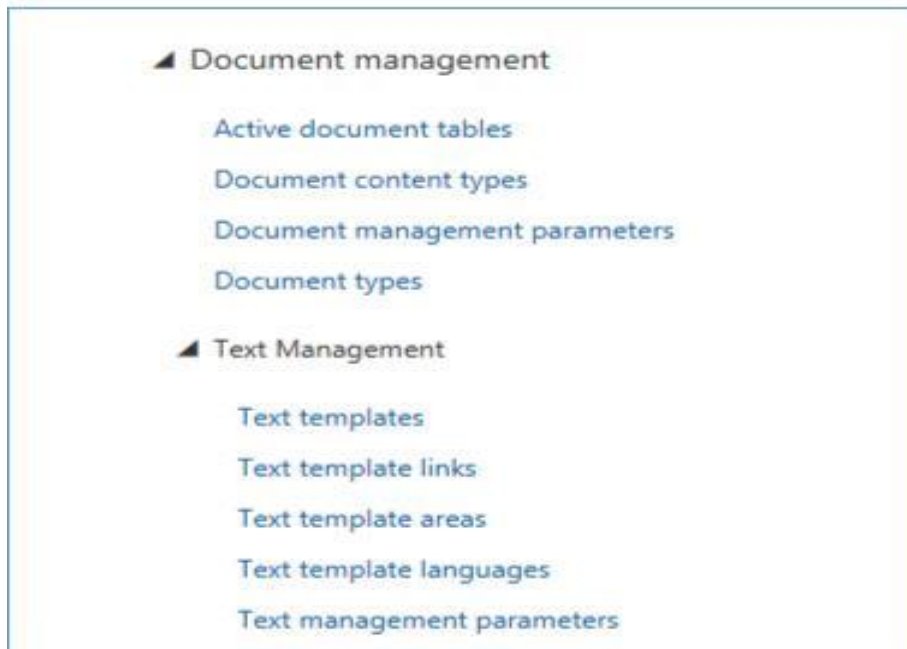 Document management
Active document tables
Document content types
Document management parameters
Document types
Text Management
Text templates
Text template links
Text template areas
Text template languages
Text management parameters